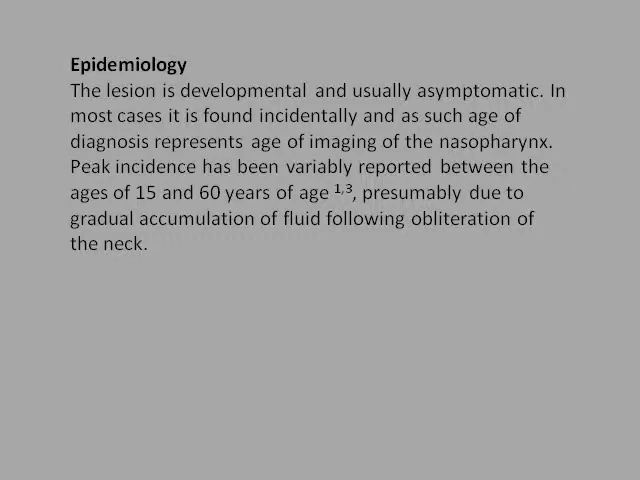 Epidemiology
The lesion is developmental and usually asymptomatic. In
most cases it is found incidentally and as such age of
diagnosis represents age of imaging of the nasopharynx.
Peak incidence has been variably reported between the
ages of 15 and 60 years of age ¹,³, presumably due to
gradual accumulation of fluid following obliteration of
the neck.